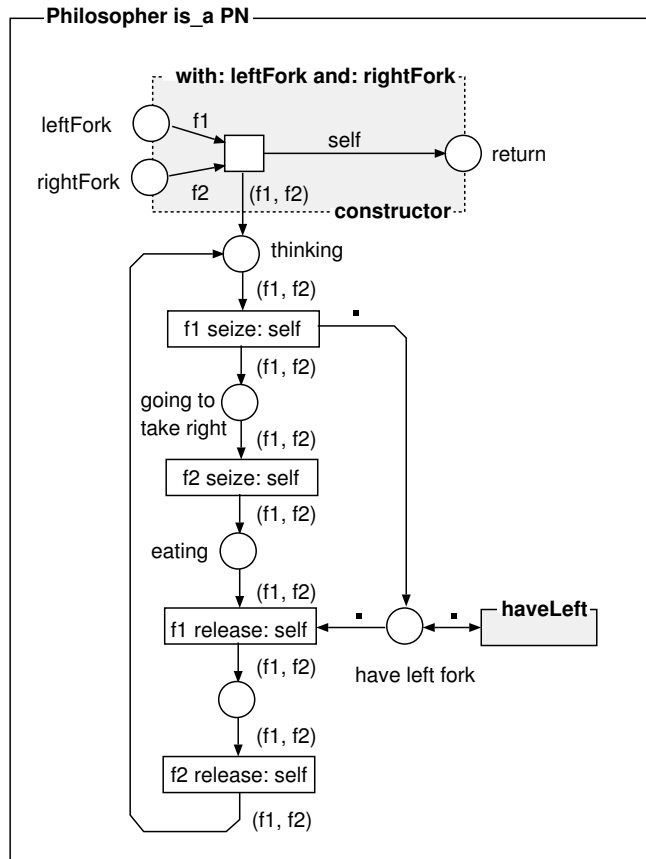 Philosopher is_a PN
with: leftFork and: rightFork
leftFork
f1
self
return
rightFork
f2
(f1, f2)
constructor
thinking
(f1, f2)
f1 seize: self
(f1, f2)
going to
take right
(f1, f2)
f2 seize: self
(f1, f2)
eating
(f1, f2)
haveLeft
f1 release: self
(f1, f2)
have left fork
(f1, f2)
f2 release: self
(f1, f2)